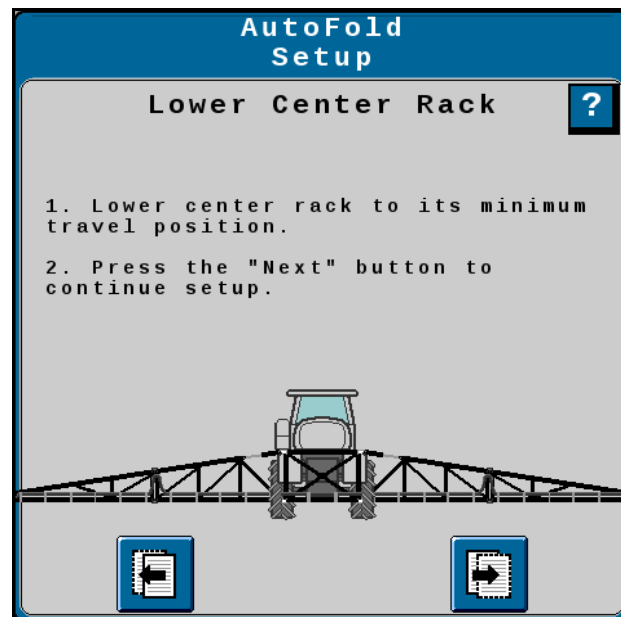 AutoFold
Setup
Lower Center Rack
?
1. Lower center rack to its minimum
travel position.
2. Press the "Next" button to
continue setup.